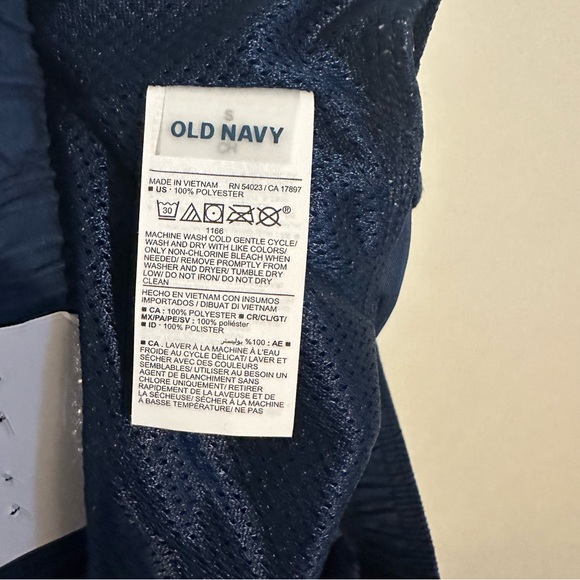 S
OLD NAVY
CH
MADE IN VIETNAM RN 54023 / CA 17897
■ US : 100% POLYESTER
30 ®
1166
MACHINE WASH COLD GENTLE CYCLE/
WASH AND DRY WITH LIKE COLORS/
ONLY NON-CHLORINE BLEACH WHEN
NEEDED/ REMOVE PROMPTLY FROM
WASHER AND DRYER/ TUMBLE DRY
LOW/ DO NOT IRON/ DO NOT DRY
CLEAN
HECHO EN VIETNAM CON INSUMOS
IMPORTADOS / DIBUAT DI VIETNAM
■ CA : 100% POLYESTER ■ CR/CL/GT/
MX/PA/PE/SV : 100% poliéster
■ ID : 100% POLISTER
■ AE : 100% بوليستر
■ CA . LAVER À LA MACHINE À L'EAU
FROIDE AU CYCLE DÉLICAT/ LAVER ET
SÉCHER AVEC DES COULEURS
SEMBLABLES/ UTILISER AU BESOIN UN
AGENT DE BLANCHIMENT SANS
CHLORE UNIQUEMENT/ RETIRER
RAPIDEMENT DE LA LAVEUSE ET DE
LA SÉCHEUSE/ SÉCHER À LA MACHINE
À BASSE TEMPÉRATURE/ NE PAS